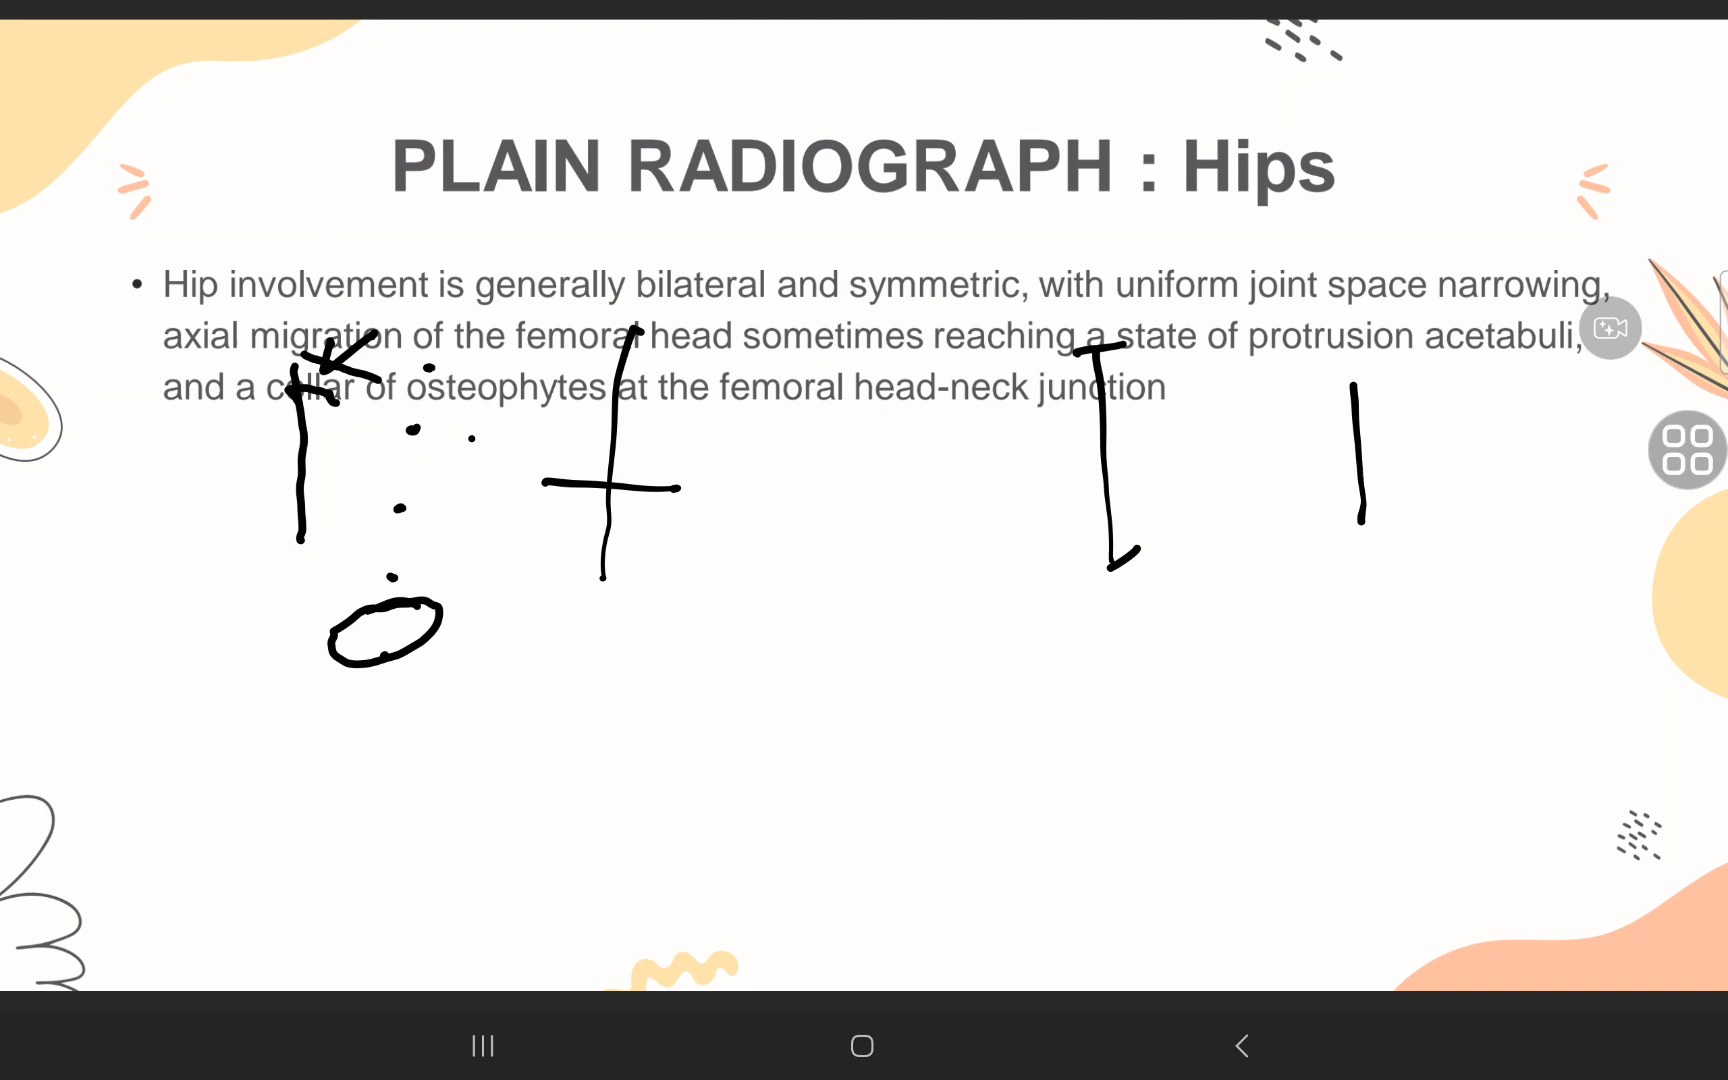 PLAIN RADIOGRAPH : Hips
• Hip involvement is generally bilateral and symmetric, with uniform joint space narrowing,
axial migration of the femoral head sometimes reaching a state of protrusion acetabuli,
and a collar of osteophytes at the femoral head-neck junction